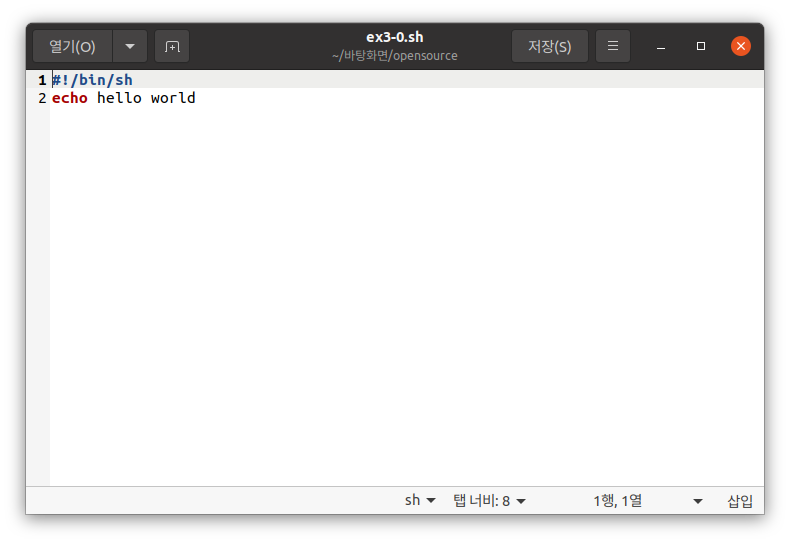 열기(O)
ex3-0.sh
~/바탕화면/opensource
저장(S)
1 #!/bin/sh
2 echo hello world
sh 탭 너비: 8 1행, 1열 삽입